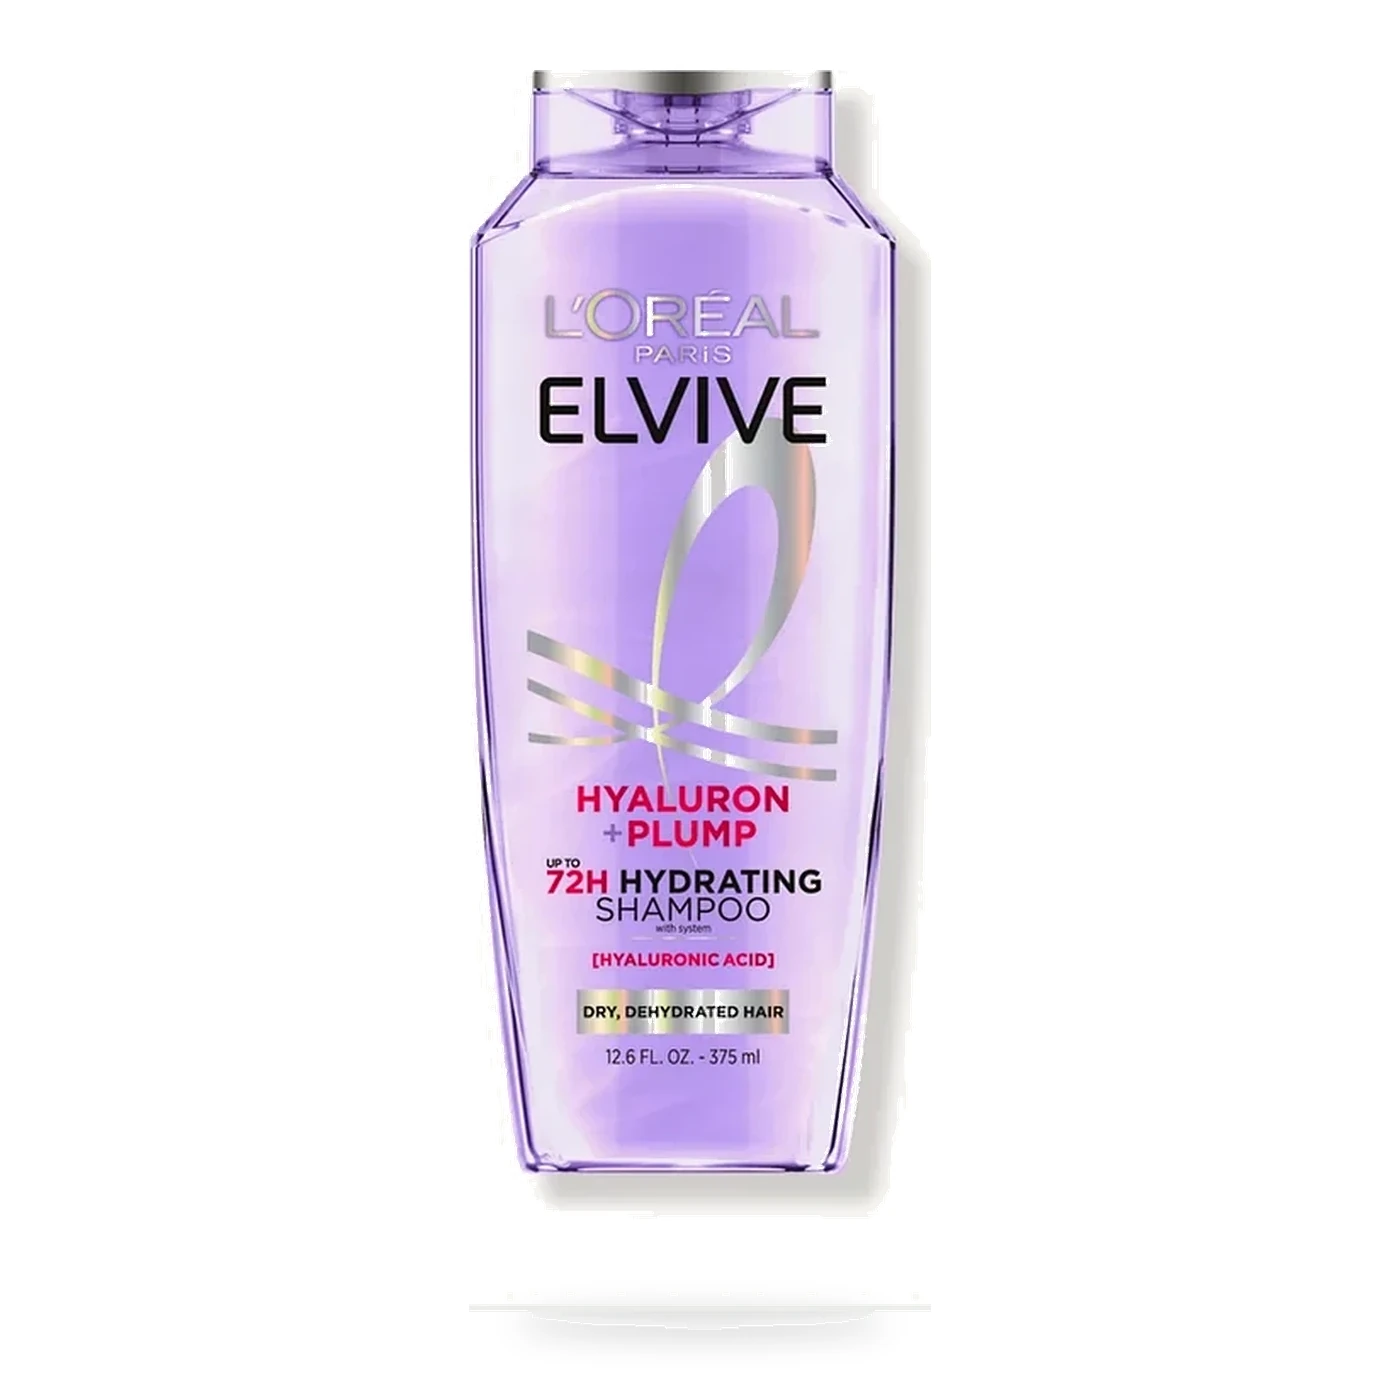 L'ORÉAL
PARiS
ELVIVE
HYALURON
+PLUMP
UP TO
72H HYDRATING
SHAMPOO
with system
[HYALURONIC ACID]
DRY, DEHYDRATED HAIR
12.6 FL. OZ. - 375 ml